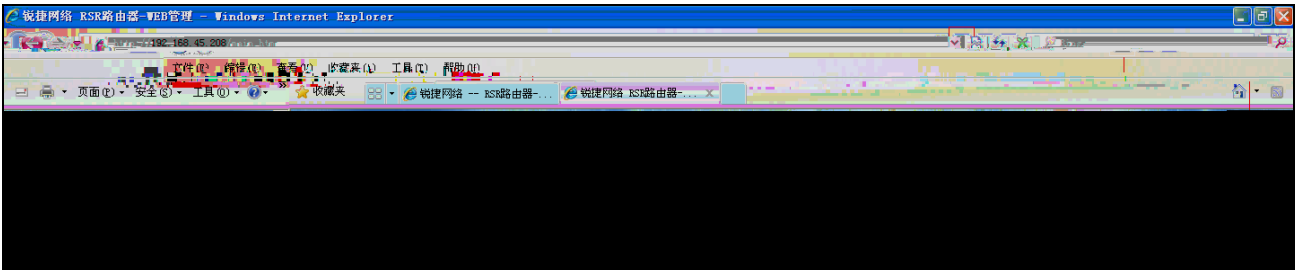 锐捷网络 RSR路由器-WEB管理 - Windows Internet Explorer
192.168.45.208
文件(F) 编辑(E) 查看(V) 收藏夹(A) 工具(T) 帮助(H)
页面(P) 安全(S) 工具(O) 收藏夹 锐捷网络 -- RSR路由器-... 锐捷网络 RSR路由器-...